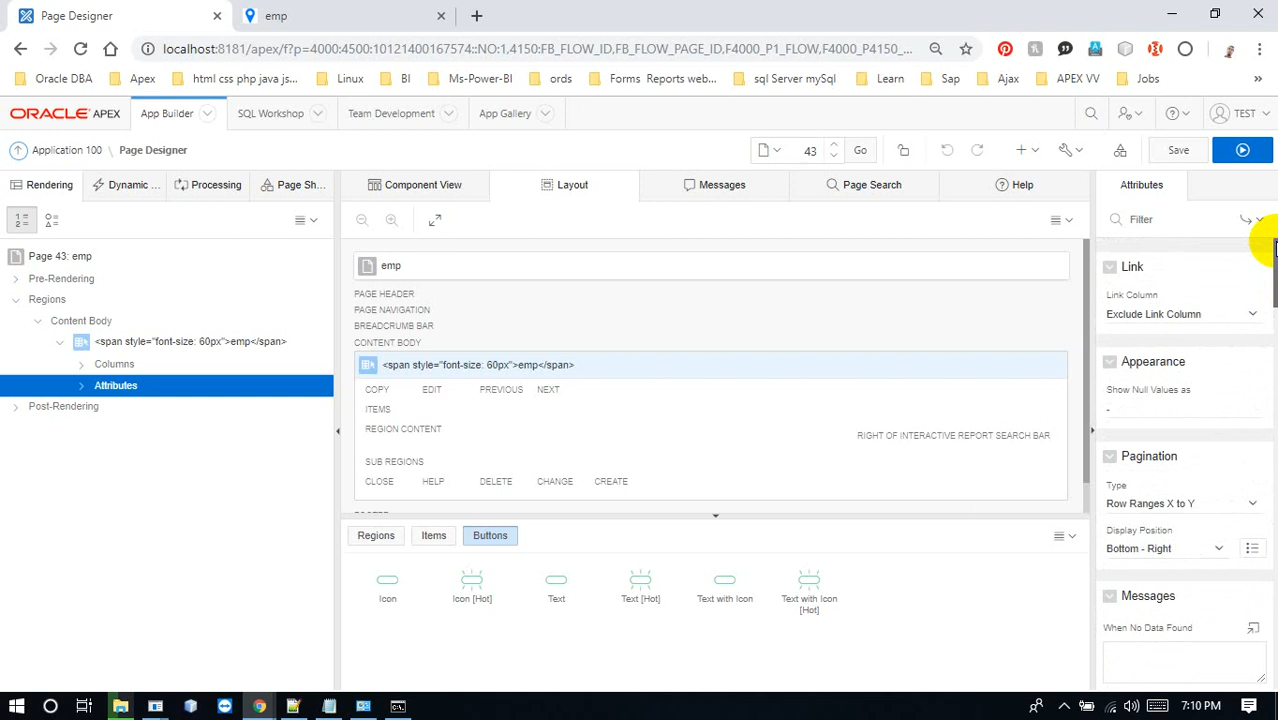 Page Designer
emp
localhost:8181/apex/f?p=4000:4500:10121400167574::NO:1,4150:FB_FLOW_ID,FB_FLOW_PAGE_ID,F4000_P1_FLOW,F4000_P4150_...
Oracle DBA Apex html css php java js... Linux BI Ms-Power-BI ords Forms Reports web... sql Server mySql Learn Sap Ajax APEX VV Jobs »
ORACLE APEX App Builder SQL Workshop Team Development App Gallery TEST
Application 100 Page Designer 43 Go Save
Rendering Dynamic ... Processing Page Sh... Component View Layout Messages Page Search Help Attributes
Filter
Page 43: emp
Pre-Rendering
Regions
Content Body
<span style="font-size: 60px">emp</span>
Columns
Attributes
Post-Rendering
emp
PAGE HEADER
PAGE NAVIGATION
BREADCRUMB BAR
CONTENT BODY
<span style="font-size: 60px">emp</span>
COPY EDIT PREVIOUS NEXT
ITEMS
REGION CONTENT
RIGHT OF INTERACTIVE REPORT SEARCH BAR
SUB REGIONS
CLOSE HELP DELETE CHANGE CREATE
Regions Items Buttons
Icon Icon [Hot] Text Text [Hot] Text with Icon Text with Icon
[Hot]
Link
Link Column
Exclude Link Column
Appearance
Show Null Values as
-
Pagination
Type
Row Ranges X to Y
Display Position
Bottom - Right
Messages
When No Data Found
7:10 PM